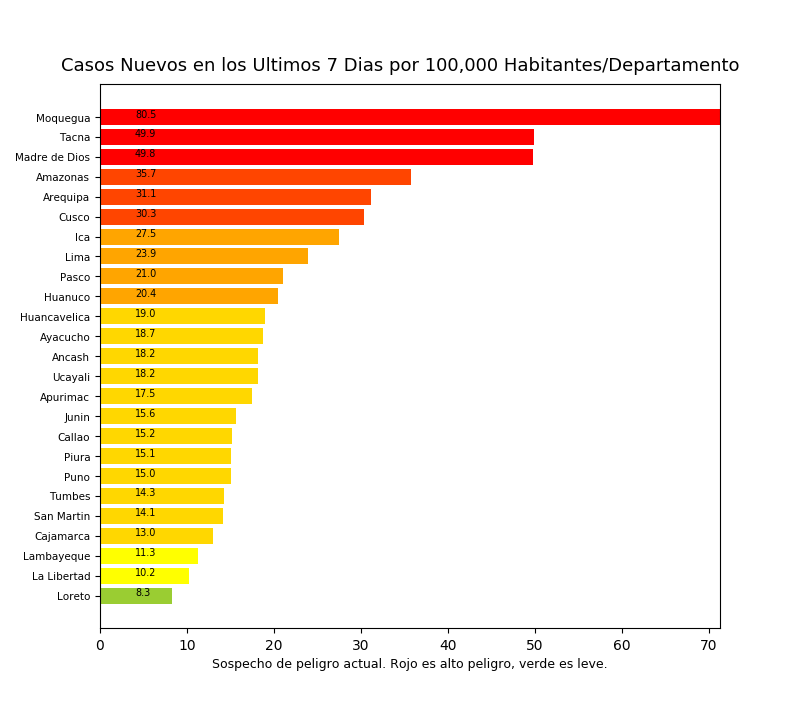 Casos Nuevos en los Ultimos 7 Dias por 100,000 Habitantes/Departamento
Moquegua 80.5
Tacna 49.9
Madre de Dios 49.8
Amazonas 35.7
Arequipa 31.1
Cusco 30.3
Ica 27.5
Lima 23.9
Pasco 21.0
Huanuco 20.4
Huancavelica 19.0
Ayacucho 18.7
Ancash 18.2
Ucayali 18.2
Apurimac 17.5
Junin 15.6
Callao 15.2
Piura 15.1
Puno 15.0
Tumbes 14.3
San Martin 14.1
Cajamarca 13.0
Lambayeque 11.3
La Libertad 10.2
Loreto 8.3
0 10 20 30 40 50 60 70
Sospecho de peligro actual. Rojo es alto peligro, verde es leve.